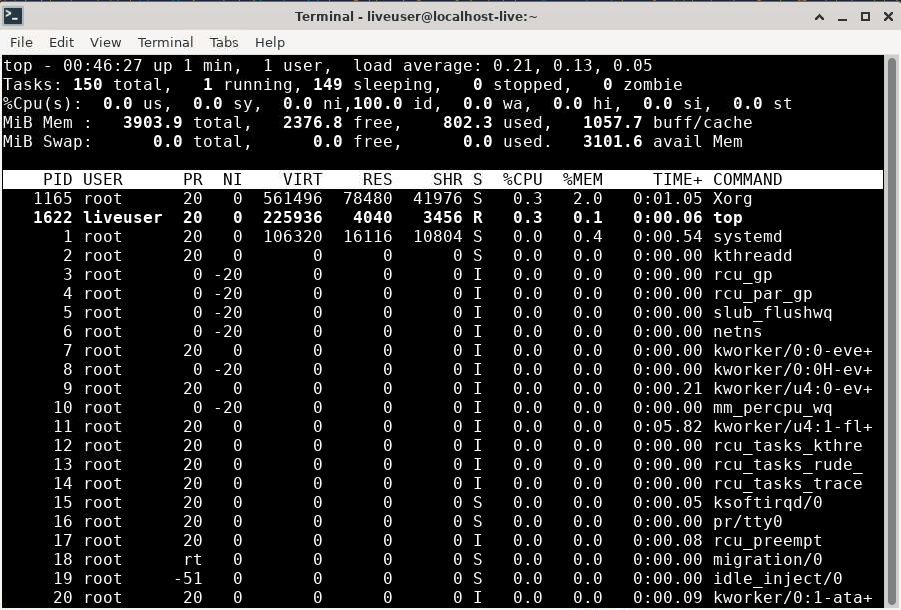 Terminal - liveuser@localhost-live:~
File Edit View Terminal Tabs Help
top - 00:46:27 up 1 min,  1 user,  load average: 0.21, 0.13, 0.05
Tasks: 150 total,   1 running, 149 sleeping,   0 stopped,   0 zombie
%Cpu(s):  0.0 us,  0.0 sy,  0.0 ni,100.0 id,  0.0 wa,  0.0 hi,  0.0 si,  0.0 st
MiB Mem :   3903.9 total,   2376.8 free,    802.3 used,   1057.7 buff/cache
MiB Swap:      0.0 total,      0.0 free,      0.0 used.   3101.6 avail Mem
    PID USER      PR  NI    VIRT    RES    SHR S  %CPU  %MEM     TIME+ COMMAND
   1165 root      20   0  561496  78480  41976 S   0.3   2.0   0:01.05 Xorg
   1622 liveuser  20   0  225936   4040   3456 R   0.3   0.1   0:00.06 top
      1 root      20   0  106320  16116  10804 S   0.0   0.4   0:00.54 systemd
      2 root      20   0       0      0      0 S   0.0   0.0   0:00.00 kthreadd
      3 root       0 -20       0      0      0 I   0.0   0.0   0:00.00 rcu_gp
      4 root       0 -20       0      0      0 I   0.0   0.0   0:00.00 rcu_par_gp
      5 root       0 -20       0      0      0 I   0.0   0.0   0:00.00 slub_flushwq
      6 root       0 -20       0      0      0 I   0.0   0.0   0:00.00 netns
      7 root      20   0       0      0      0 I   0.0   0.0   0:00.00 kworker/0:0-eve+
      8 root       0 -20       0      0      0 I   0.0   0.0   0:00.00 kworker/0:0H-ev+
      9 root      20   0       0      0      0 I   0.0   0.0   0:00.21 kworker/u4:0-ev+
     10 root       0 -20       0      0      0 I   0.0   0.0   0:00.00 mm_percpu_wq
     11 root      20   0       0      0      0 I   0.0   0.0   0:05.82 kworker/u4:1-fl+
     12 root      20   0       0      0      0 I   0.0   0.0   0:00.00 rcu_tasks_kthre
     13 root      20   0       0      0      0 I   0.0   0.0   0:00.00 rcu_tasks_rude_
     14 root      20   0       0      0      0 I   0.0   0.0   0:00.00 rcu_tasks_trace
     15 root      20   0       0      0      0 S   0.0   0.0   0:00.05 ksoftirqd/0
     16 root      20   0       0      0      0 S   0.0   0.0   0:00.00 pr/tty0
     17 root      20   0       0      0      0 I   0.0   0.0   0:00.08 rcu_preempt
     18 root      rt   0       0      0      0 S   0.0   0.0   0:00.00 migration/0
     19 root     -51   0       0      0      0 S   0.0   0.0   0:00.00 idle_inject/0
     20 root      20   0       0      0      0 I   0.0   0.0   0:00.09 kworker/0:1-ata+